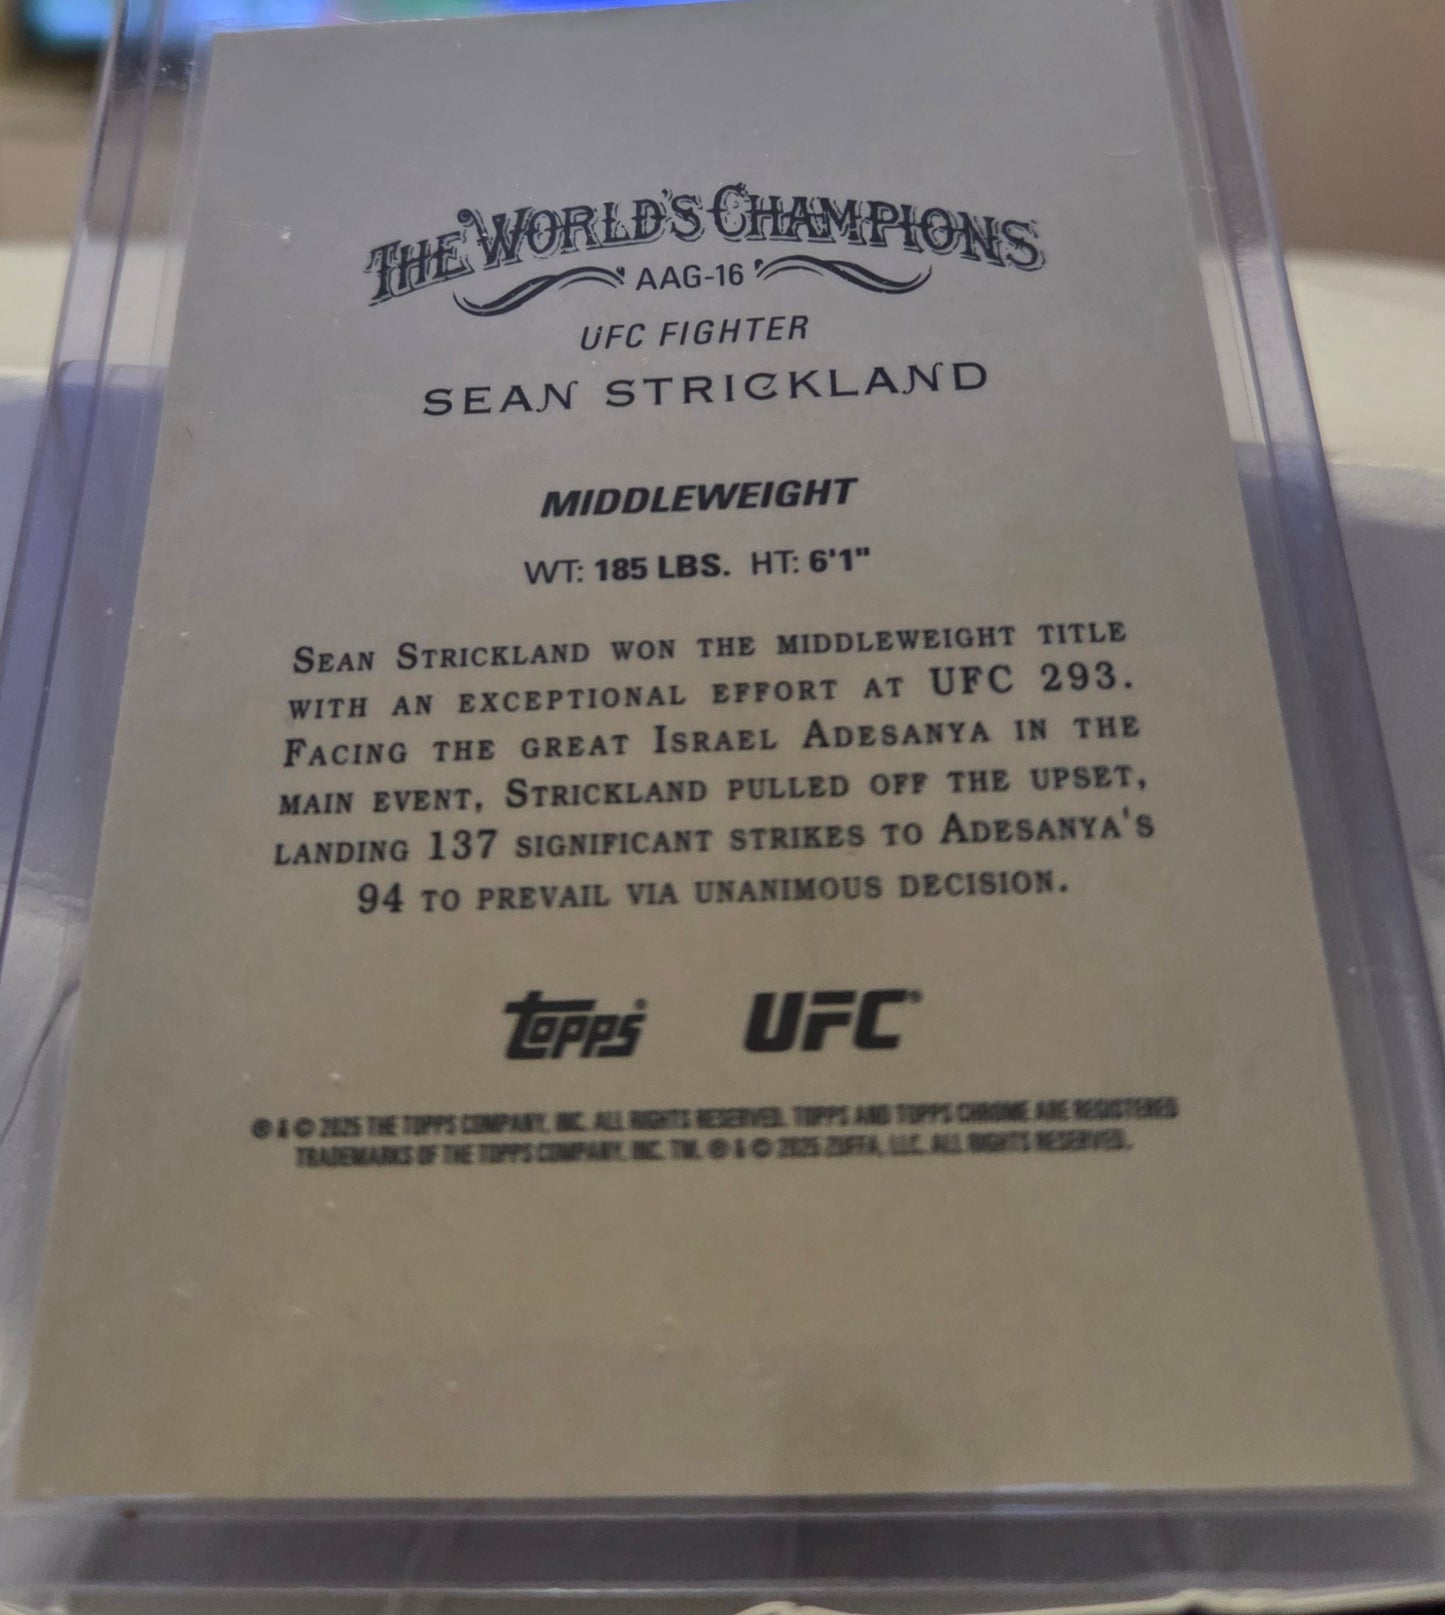 THE WORLD'S CHAMPIONS
AAG-16
UFC FIGHTER
SEAN STRICKLAND
MIDDLEWEIGHT
WT: 185 LBS. HT: 6'1"
SEAN STRICKLAND WON THE MIDDLEWEIGHT TITLE
WITH AN EXCEPTIONAL EFFORT AT UFC 293.
FACING THE GREAT ISRAEL ADESANYA IN THE
MAIN EVENT, STRICKLAND PULLED OFF THE UPSET,
LANDING 137 SIGNIFICANT STRIKES TO ADESANYA'S
94 TO PREVAIL VIA UNANIMOUS DECISION.
Topps® UFC®
® & © 2025 THE TOPPS COMPANY, INC. ALL RIGHTS RESERVED. TOPPS AND TOPPS CHROME ARE REGISTERED
TRADEMARKS OF THE TOPPS COMPANY, INC. TM, ® & © 2025 ZUFFA, LLC. ALL RIGHTS RESERVED.